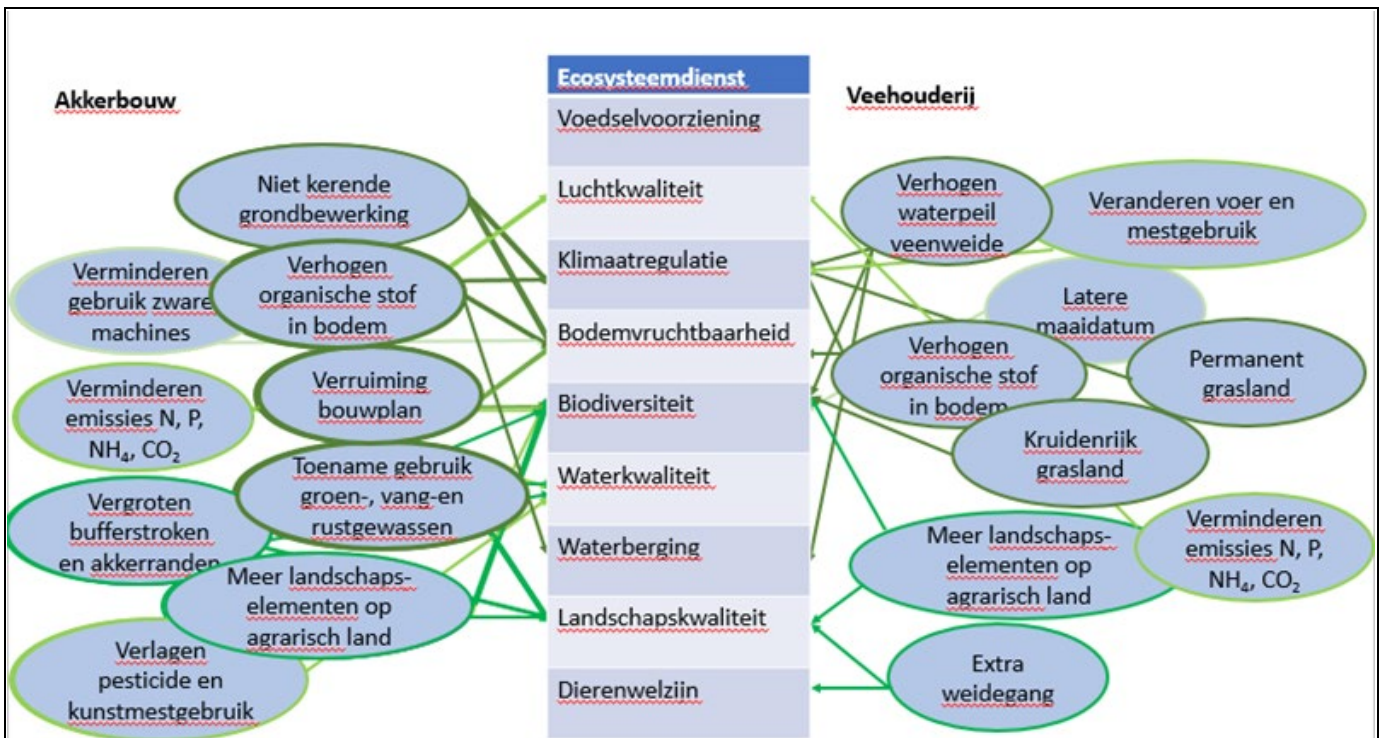 Akkerbouw
Niet kerende
grondbewerking
Verminderen
gebruik zware
machines
Verhogen
organische stof
in bodem
Verminderen
emissies N, P,
NH₄, CO₂
Verruiming
bouwplan
Toename gebruik
groen-, vang-en
rustgewassen
Vergroten
bufferstroken
en akkerranden
Meer landschaps-
elementen op
agrarisch land
Verlagen
pesticide en
kunstmestgebruik
Ecosysteemdienst
Voedselvoorziening
Luchtkwaliteit
Klimaatregulatie
Bodemvruchtbaarheid
Biodiversiteit
Waterkwaliteit
Waterberging
Landschapskwaliteit
Dierenwelzijn
Veehouderij
Verhogen
waterpeil
veenweide
Veranderen voer en
mestgebruik
Latere
maaidatum
Verhogen
organische stof
in bodem
Permanent
grasland
Kruidenrijk
grasland
Meer landschaps-
elementen op
agrarisch land
Verminderen
emissies N, P,
NH₄, CO₂
Extra
weidegang